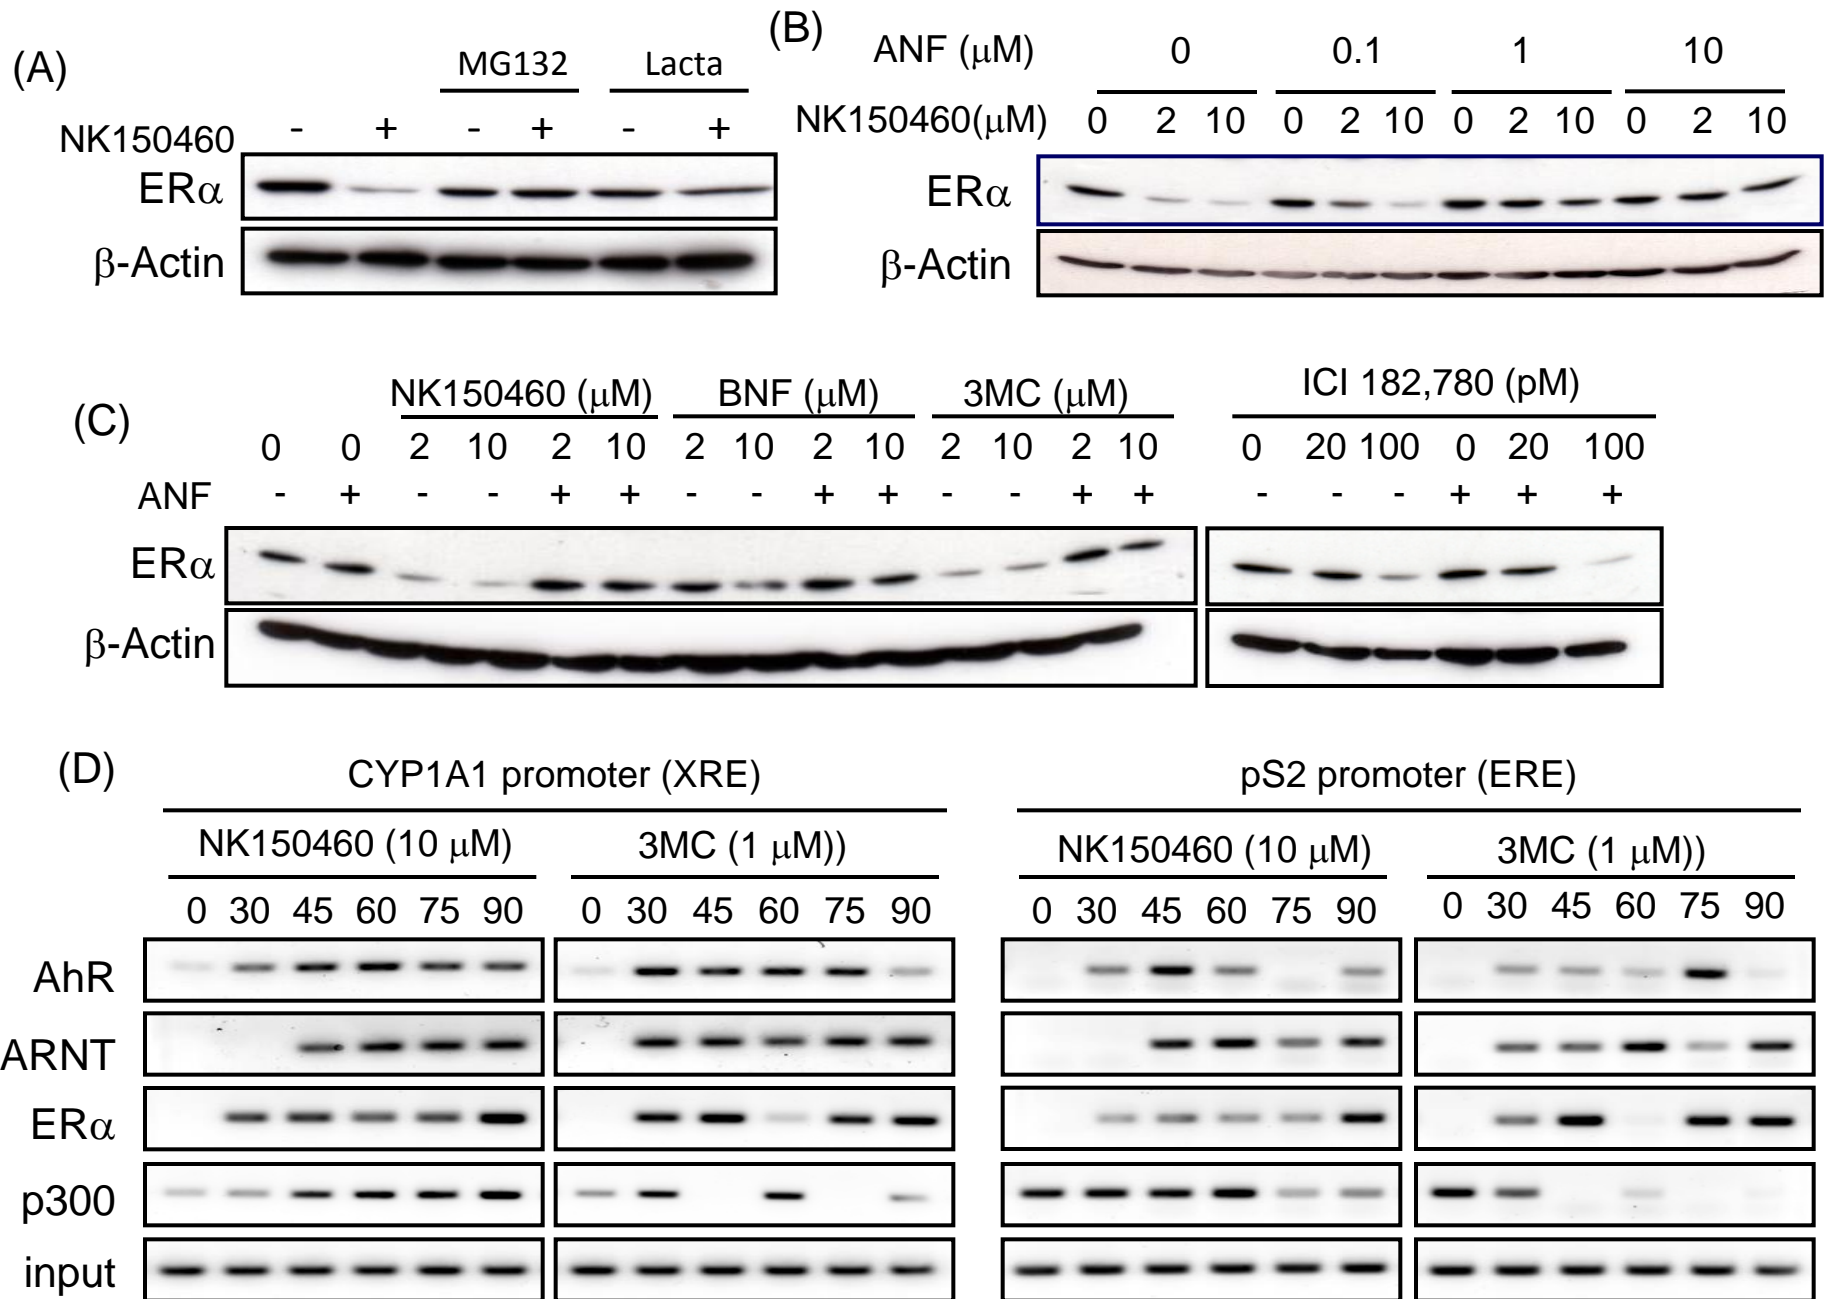 (A)
MG132 Lacta
NK150460 - + - + - +
ERα
β-Actin
(B)
ANF (μM) 0 0.1 1 10
NK150460(μM) 0 2 10 0 2 10 0 2 10 0 2 10
ERα
β-Actin
(C)
NK150460 (μM) BNF (μM) 3MC (μM) ICI 182,780 (pM)
0 0 2 10 2 10 2 10 2 10 2 10 2 10 0 20 100 0 20 100
ANF - + - - + + - - + + - - + + - - - + + +
ERα
β-Actin
(D)
CYP1A1 promoter (XRE) pS2 promoter (ERE)
NK150460 (10 μM) 3MC (1 μM)) NK150460 (10 μM) 3MC (1 μM))
0 30 45 60 75 90 0 30 45 60 75 90 0 30 45 60 75 90 0 30 45 60 75 90
AhR
ARNT
ERα
p300
input